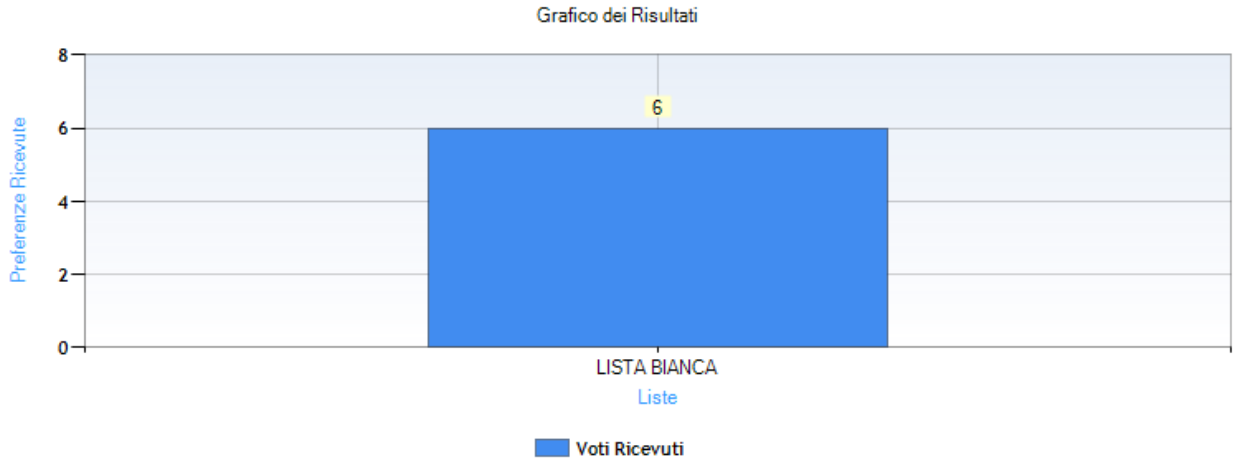 Grafico dei Risultati
8
6
6
4
2
0
Preferenze Ricevute
LISTA BIANCA
Liste
Voti Ricevuti